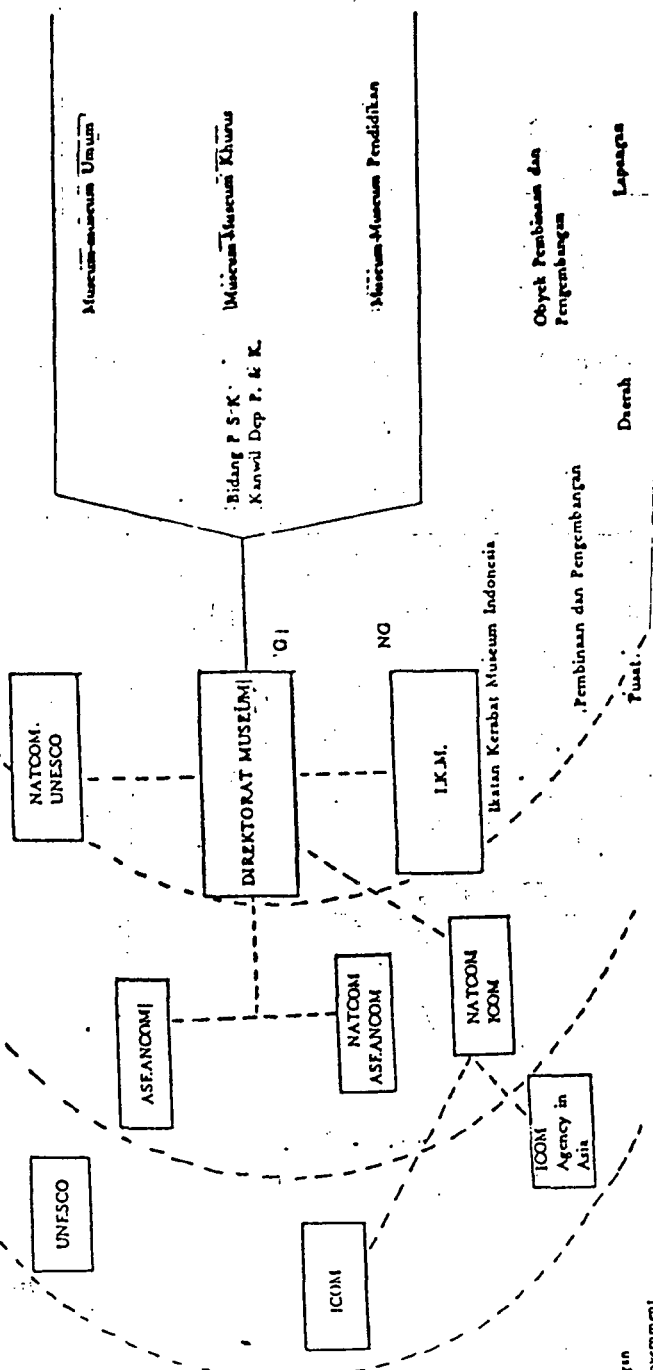 UNESCO
ICOM
ICOM
Agency in
Asia
ASEANCOM
NATCOM
ASEANCOM
NATCOM
ICOM
NATCOM.
UNESCO
DIREKTORAT MUSEUM
I.K.M.
Ikatan Kerabat Museum Indonesia
'GI
NG
Bidang P S-K
Kanwil Dep P. & K.
Museum-museum Umum
Museum-Museum Khusus
Museum-Museum Pendidikan
Pembinaan dan Pengembangan
Obyek Pembinaan dan
Pengembangan
Pusat.
Daerah
Lapangan